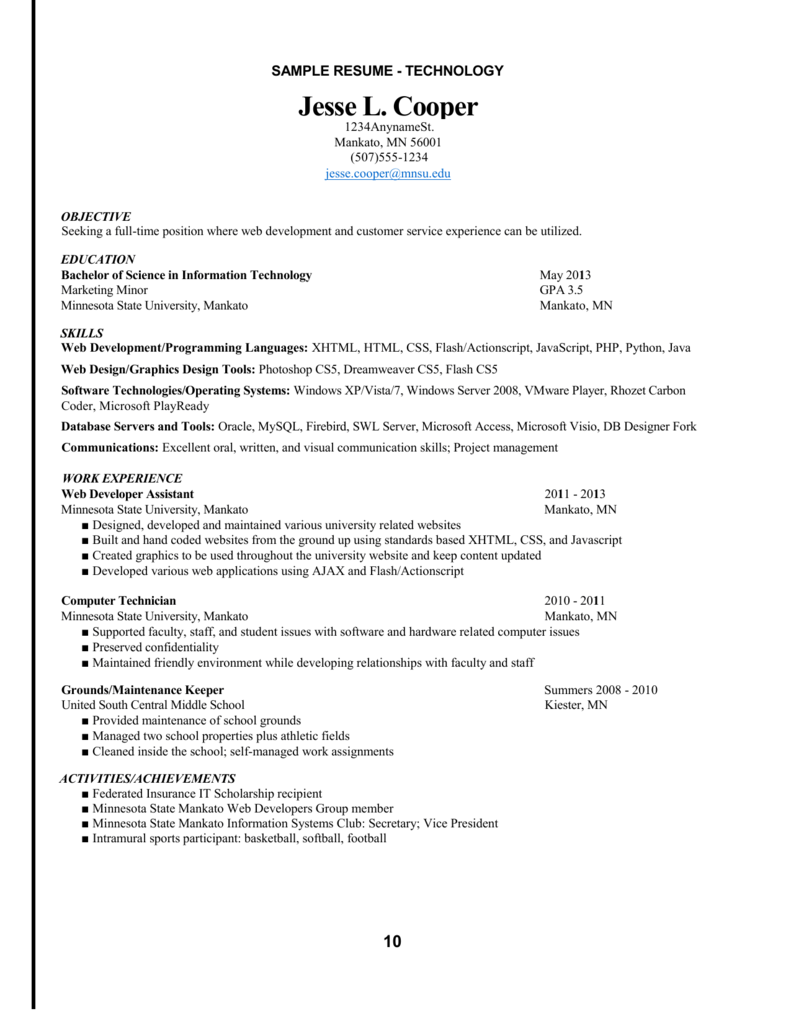 SAMPLE RESUME - TECHNOLOGY
Jesse L. Cooper
1234AnynameSt.
Mankato, MN 56001
(507)555-1234
jesse.cooper@mnsu.edu
OBJECTIVE
Seeking a full-time position where web development and customer service experience can be utilized.
EDUCATION
Bachelor of Science in Information Technology May 2013
Marketing Minor GPA 3.5
Minnesota State University, Mankato Mankato, MN
SKILLS
Web Development/Programming Languages: XHTML, HTML, CSS, Flash/Actionscript, JavaScript, PHP, Python, Java
Web Design/Graphics Design Tools: Photoshop CS5, Dreamweaver CS5, Flash CS5
Software Technologies/Operating Systems: Windows XP/Vista/7, Windows Server 2008, VMware Player, Rhozet Carbon
Coder, Microsoft PlayReady
Database Servers and Tools: Oracle, MySQL, Firebird, SWL Server, Microsoft Access, Microsoft Visio, DB Designer Fork
Communications: Excellent oral, written, and visual communication skills; Project management
WORK EXPERIENCE
Web Developer Assistant 2011 - 2013
Minnesota State University, Mankato Mankato, MN
■ Designed, developed and maintained various university related websites
■ Built and hand coded websites from the ground up using standards based XHTML, CSS, and Javascript
■ Created graphics to be used throughout the university website and keep content updated
■ Developed various web applications using AJAX and Flash/Actionscript
Computer Technician 2010 - 2011
Minnesota State University, Mankato Mankato, MN
■ Supported faculty, staff, and student issues with software and hardware related computer issues
■ Preserved confidentiality
■ Maintained friendly environment while developing relationships with faculty and staff
Grounds/Maintenance Keeper Summers 2008 - 2010
United South Central Middle School Kiester, MN
■ Provided maintenance of school grounds
■ Managed two school properties plus athletic fields
■ Cleaned inside the school; self-managed work assignments
ACTIVITIES/ACHIEVEMENTS
■ Federated Insurance IT Scholarship recipient
■ Minnesota State Mankato Web Developers Group member
■ Minnesota State Mankato Information Systems Club: Secretary; Vice President
■ Intramural sports participant: basketball, softball, football
10